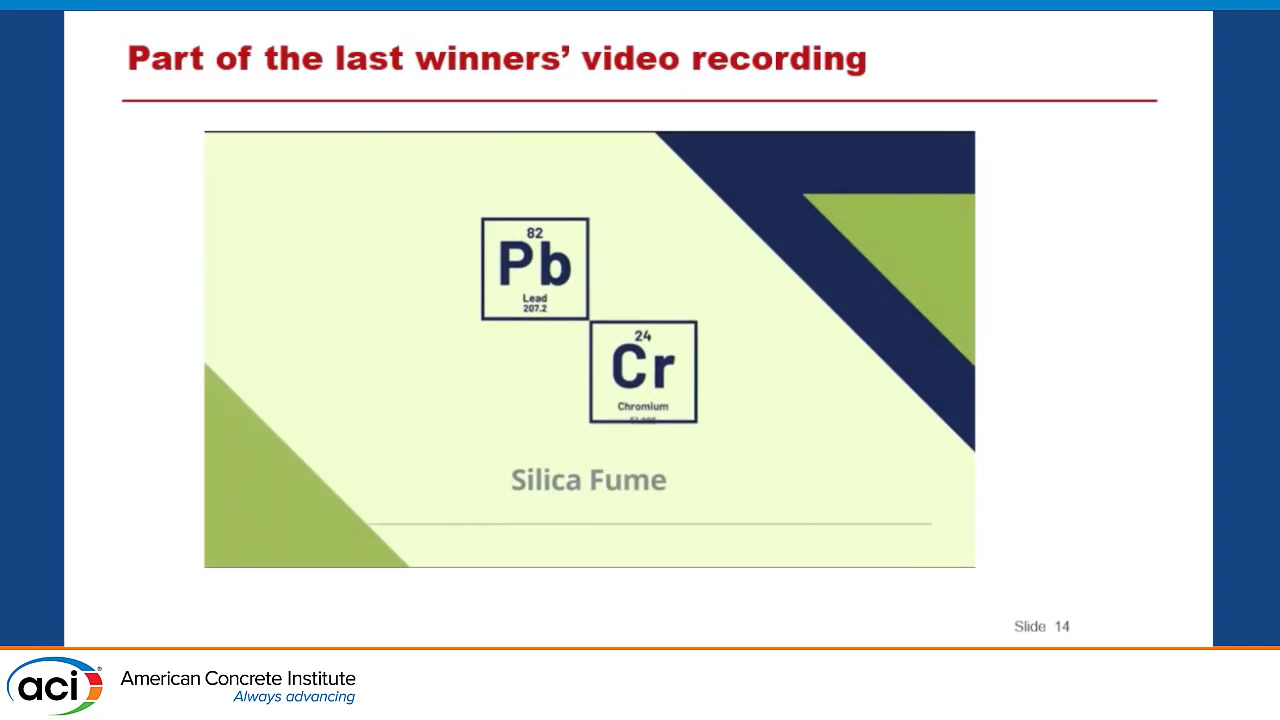 Part of the last winners’ video recording
82
Pb
Lead
207.2
24
Cr
Chromium
Silica Fume
Slide 14
aci®
American Concrete Institute
Always advancing